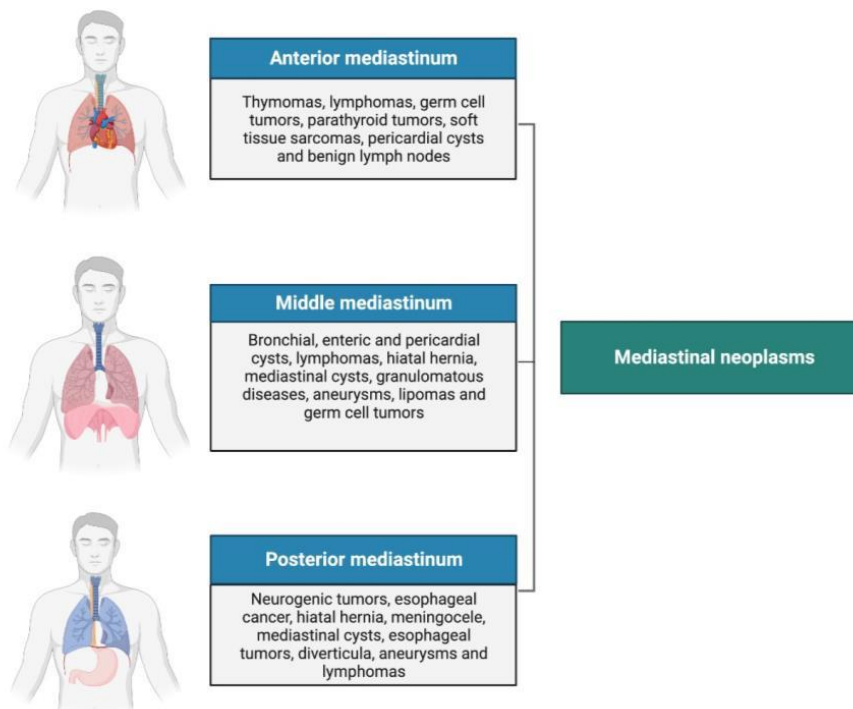 Anterior mediastinum
Thymomas, lymphomas, germ cell
tumors, parathyroid tumors, soft
tissue sarcomas, pericardial cysts
and benign lymph nodes
Middle mediastinum
Bronchial, enteric and pericardial
cysts, lymphomas, hiatal hernia,
mediastinal cysts, granulomatous
diseases, aneurysms, lipomas and
germ cell tumors
Mediastinal neoplasms
Posterior mediastinum
Neurogenic tumors, esophageal
cancer, hiatal hernia, meningocele,
mediastinal cysts, esophageal
tumors, diverticula, aneurysms and
lymphomas